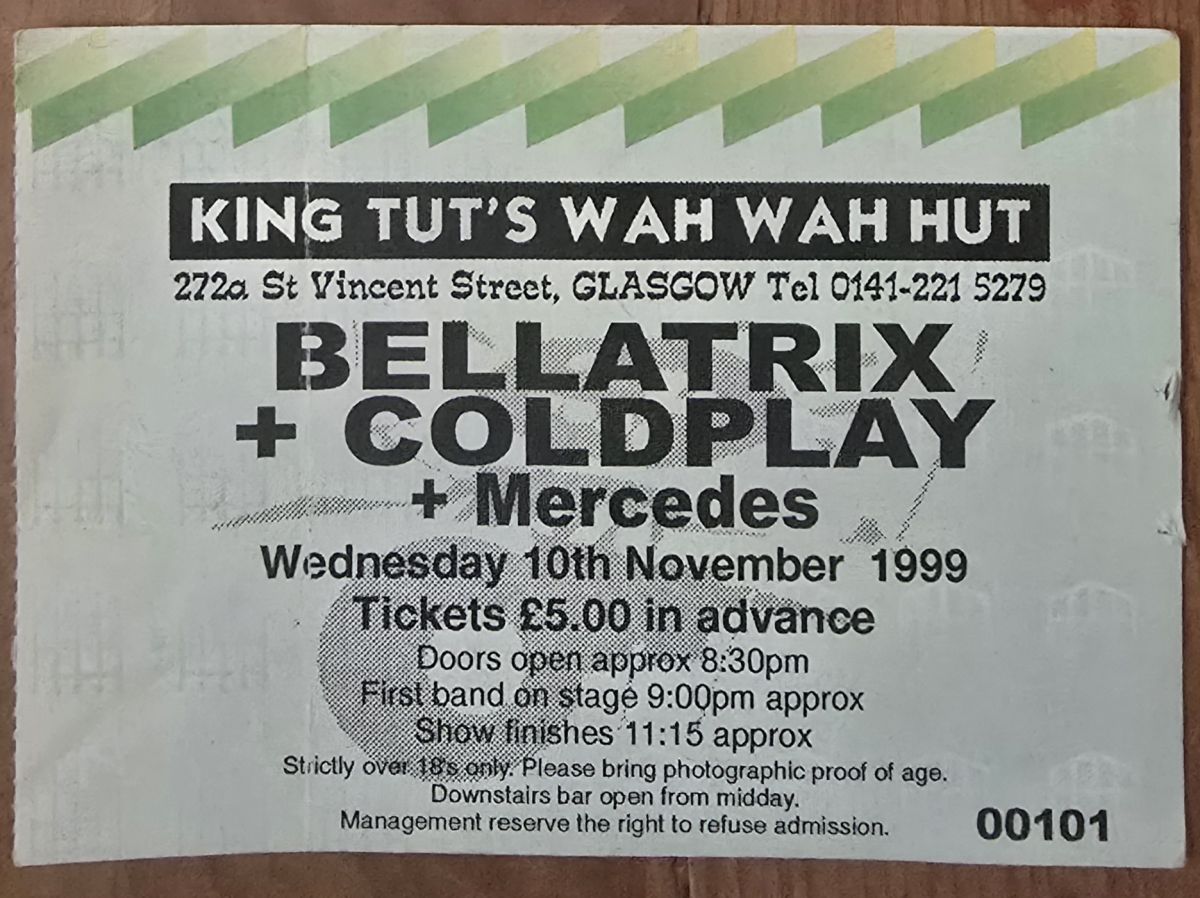 KING TUT'S WAH WAH HUT
272a St Vincent Street, GLASGOW Tel 0141-221 5279
BELLATRIX
+ COLDPLAY
+ Mercedes
Wednesday 10th November 1999
Tickets £5.00 in advance
Doors open approx 8:30pm
First band on stage 9:00pm approx
Show finishes 11:15 approx
Strictly over 18's only. Please bring photographic proof of age.
Downstairs bar open from midday.
Management reserve the right to refuse admission.
00101